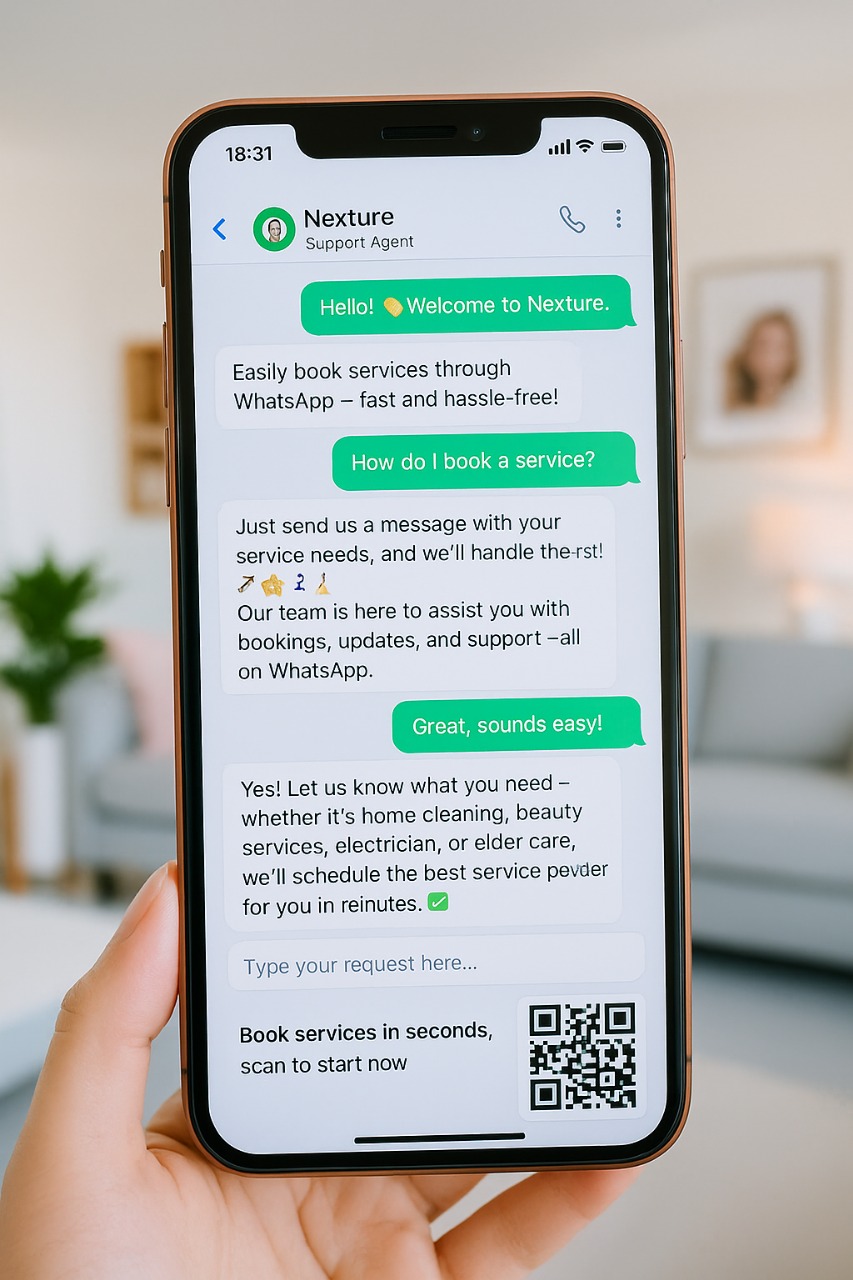 18:31
Nexture
Support Agent
Hello! 👋Welcome to Nexture.
Easily book services through
WhatsApp – fast and hassle-free!
How do I book a service?
Just send us a message with your
service needs, and we'll handle the-rst!
Our team is here to assist you with
bookings, updates, and support –all
on WhatsApp.
Great, sounds easy!
Yes! Let us know what you need –
whether it's home cleaning, beauty
services, electrician, or elder care,
we'll schedule the best service
for you in reinutes. ✅
Type your request here...
Book services in seconds,
scan to start now